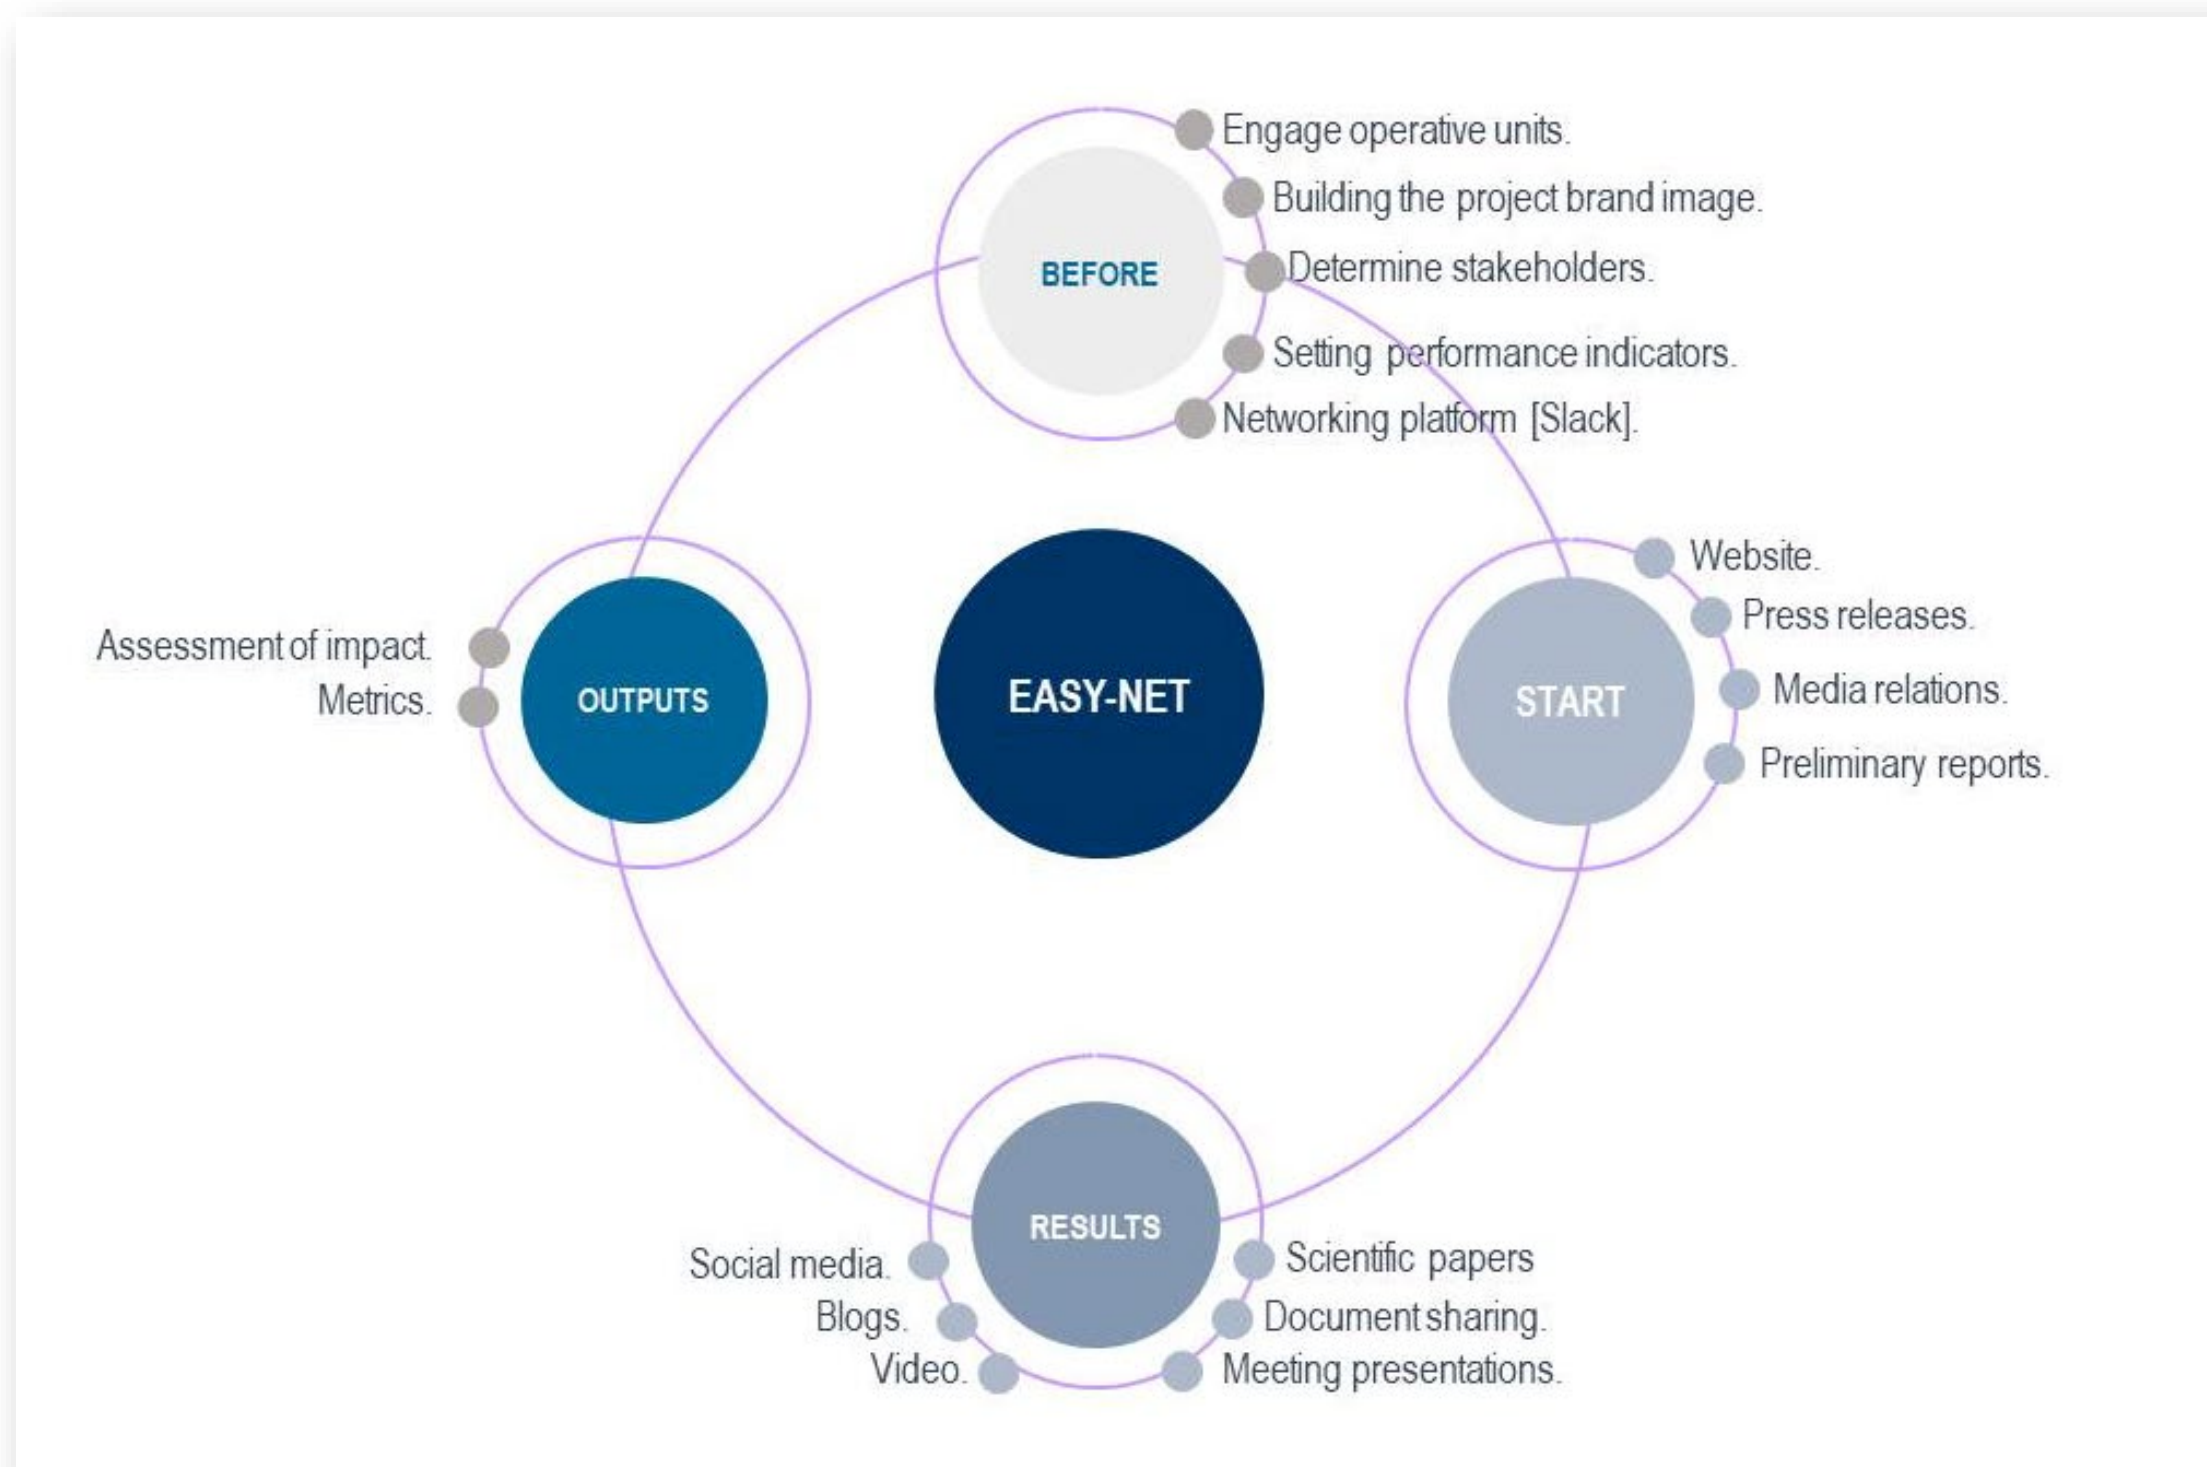 Engage operative units.
Building the project brand image.
BEFORE
Determine stakeholders.
Setting performance indicators.
Networking platform [Slack].
Website.
Press releases.
START
Media relations.
Preliminary reports.
EASY-NET
Assessment of impact.
Metrics.
OUTPUTS
RESULTS
Social media.
Blogs.
Video.
Scientific papers
Document sharing.
Meeting presentations.